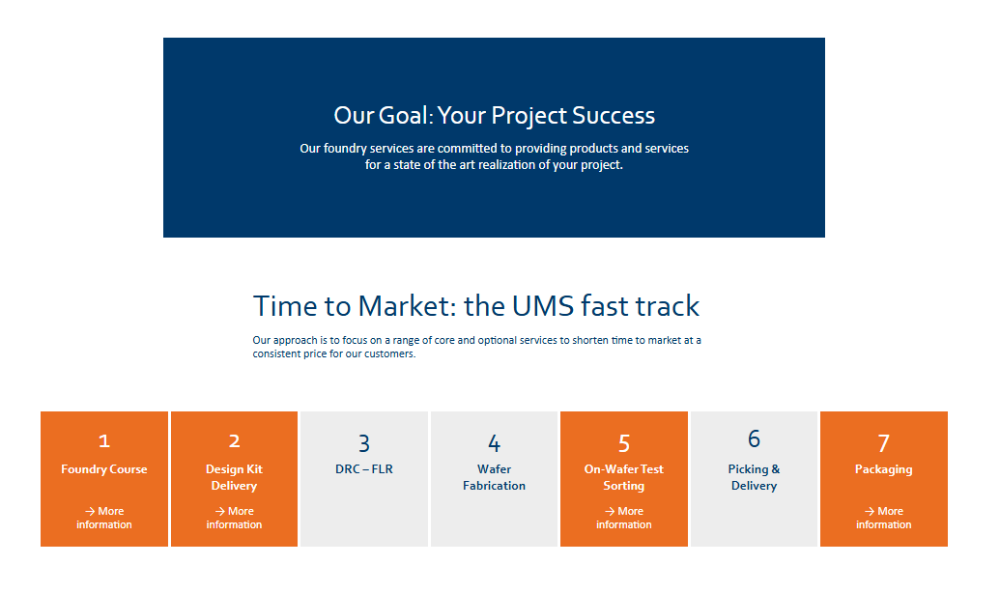 Our Goal: Your Project Success
Our foundry services are committed to providing products and services
for a state of the art realization of your project.
Time to Market: the UMS fast track
Our approach is to focus on a range of core and optional services to shorten time to market at a
consistent price for our customers.
1
Foundry Course
→ More
information
2
Design Kit
Delivery
→ More
information
3
DRC – FLR
4
Wafer
Fabrication
5
On-Wafer Test
Sorting
→ More
information
6
Picking &
Delivery
7
Packaging
→ More
information